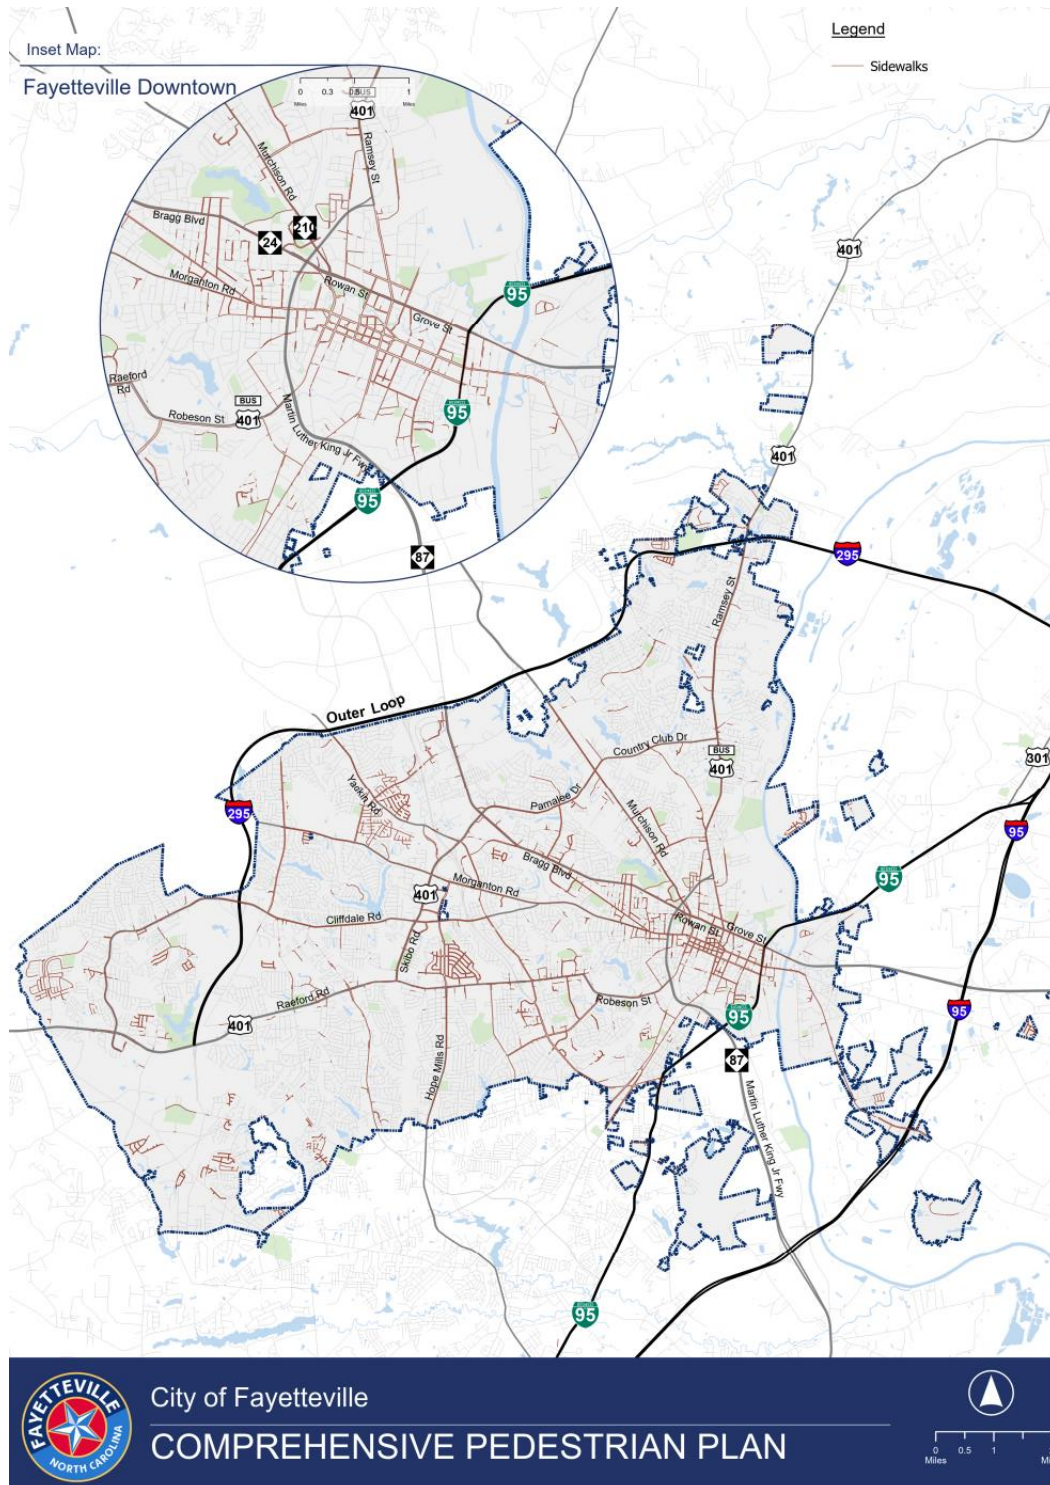 Inset Map:
Fayetteville Downtown
Legend
Sidewalks
0 0.3 1
Miles Miles
BUS
401
Ramsey St
Murchison Rd
Bragg Blvd
24
210
Morganton Rd
Rowan St
Grove St
95
Raeford
Rd
BUS
401
Robeson St
95
Martin Luther King Jr Fwy
95
87
401
401
295
Ramsey St
Outer Loop
Country Club Dr
BUS
401
301
295
Yadkin Rd
Pamalee Dr
Murchison Rd
95
Bragg Blvd
95
Morganton Rd
401
Cliffdale Rd
Rowan St
Grove St
Skibo Rd
Raeford Rd
401
Robeson St
95
95
87
Hope Mills Rd
Martin Luther King Jr Fwy
95
FAYETTEVILLE
NORTH CAROLINA
City of Fayetteville
COMPREHENSIVE PEDESTRIAN PLAN
0 0.5 1
Miles